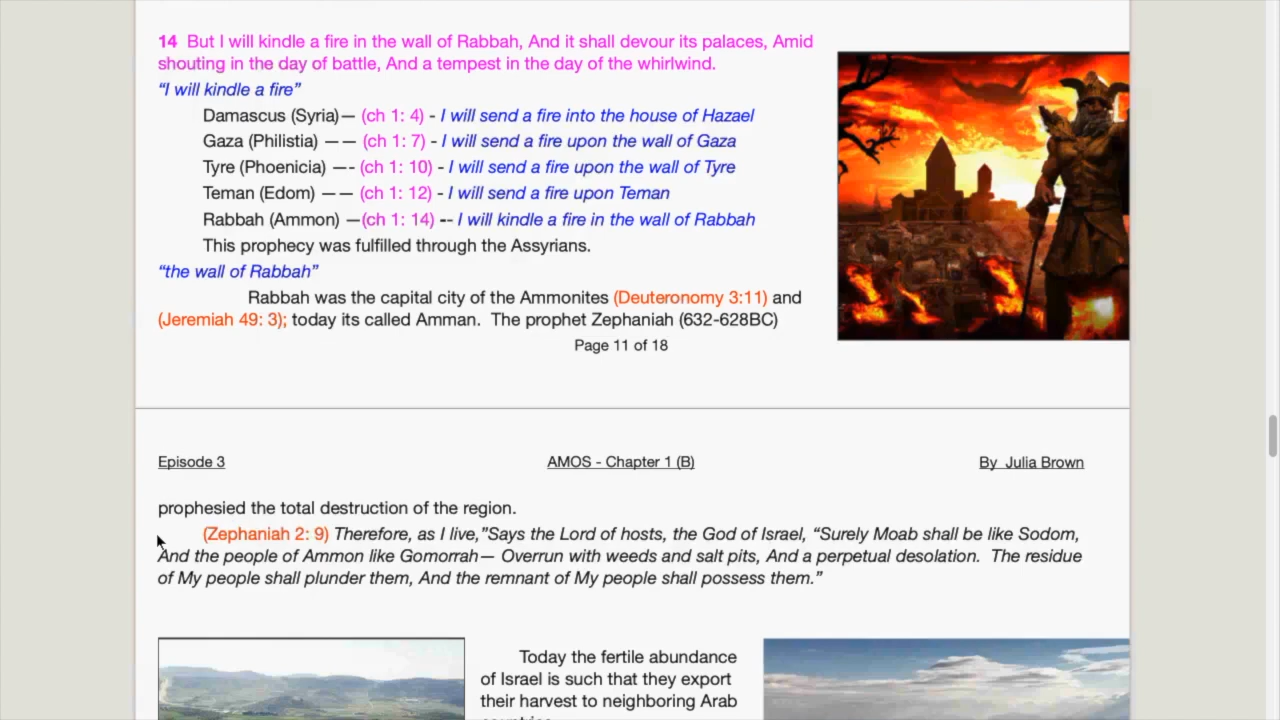 14 But I will kindle a fire in the wall of Rabbah, And it shall devour its palaces, Amid
shouting in the day of battle, And a tempest in the day of the whirlwind.
“I will kindle a fire”
Damascus (Syria)— (ch 1: 4) - I will send a fire into the house of Hazael
Gaza (Philistia) —— (ch 1: 7) - I will send a fire upon the wall of Gaza
Tyre (Phoenicia) —- (ch 1: 10) - I will send a fire upon the wall of Tyre
Teman (Edom) —— (ch 1: 12) - I will send a fire upon Teman
Rabbah (Ammon) —(ch 1: 14) -- I will kindle a fire in the wall of Rabbah
This prophecy was fulfilled through the Assyrians.
“the wall of Rabbah”
Rabbah was the capital city of the Ammonites (Deuteronomy 3:11) and
(Jeremiah 49: 3); today its called Amman. The prophet Zephaniah (632-628BC)
Page 11 of 18
Episode 3 AMOS - Chapter 1 (B) By Julia Brown
prophesied the total destruction of the region.
(Zephaniah 2: 9) Therefore, as I live,”Says the Lord of hosts, the God of Israel, “Surely Moab shall be like Sodom,
And the people of Ammon like Gomorrah— Overrun with weeds and salt pits, And a perpetual desolation. The residue
of My people shall plunder them, And the remnant of My people shall possess them.”
Today the fertile abundance
of Israel is such that they export
their harvest to neighboring Arab